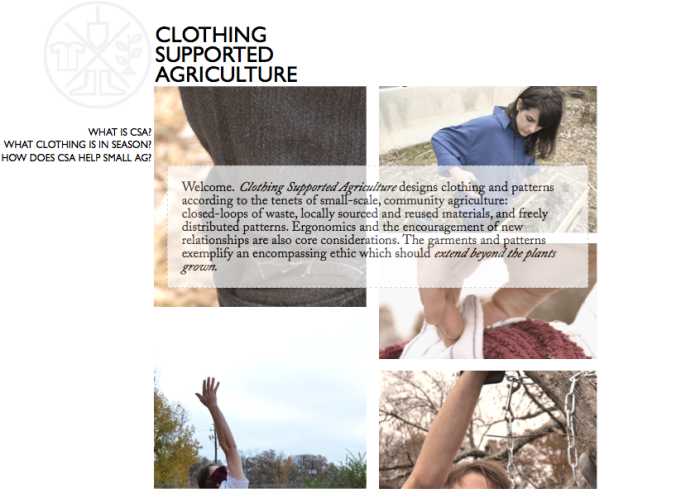 CLOTHING
SUPPORTED
AGRICULTURE
WHAT IS CSA?
WHAT CLOTHING IS IN SEASON?
HOW DOES CSA HELP SMALL AG?
Welcome. Clothing Supported Agriculture designs clothing and patterns
according to the tenets of small-scale, community agriculture:
closed-loops of waste, locally sourced and reused materials, and freely
distributed patterns. Ergonomics and the encouragement of new
relationships are also core considerations. The garments and patterns
exemplify an encompassing ethic which should extend beyond the plants
grown.